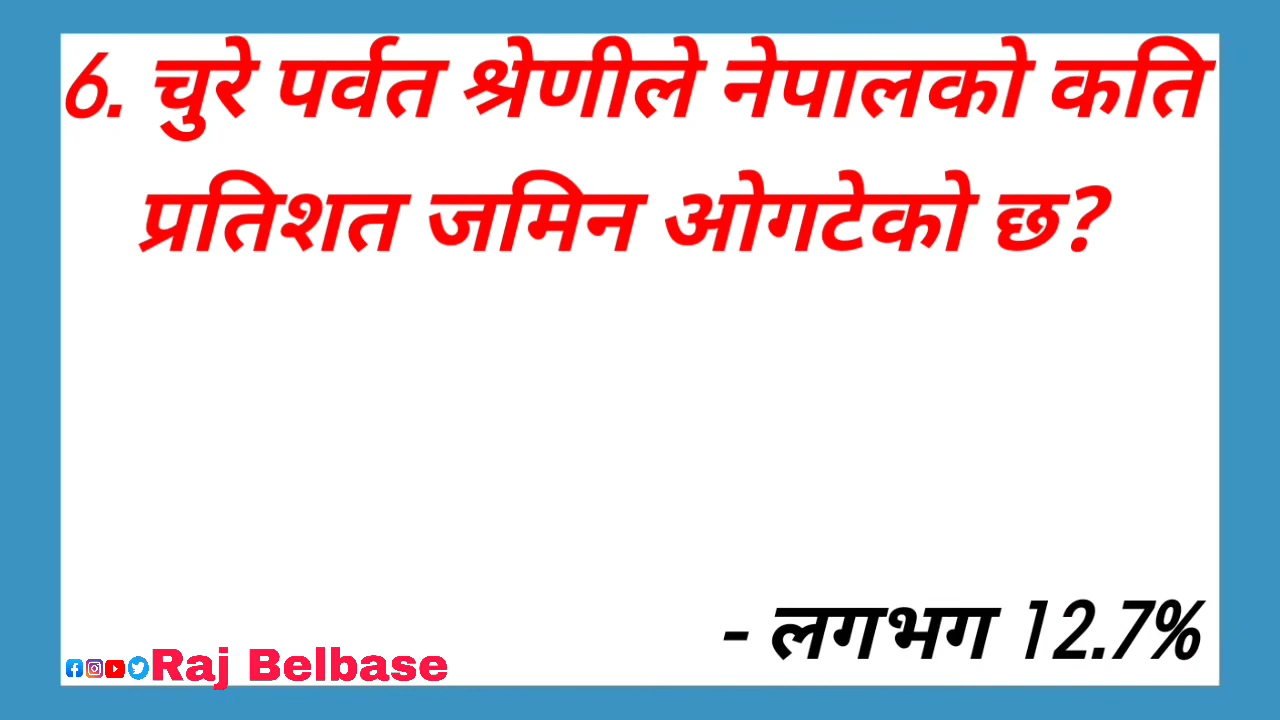 6. चुरे पर्वत श्रेणीले नेपालको कति
प्रतिशत जमिन ओगटेको छ?
- लगभग 12.7%
Raj Belbase